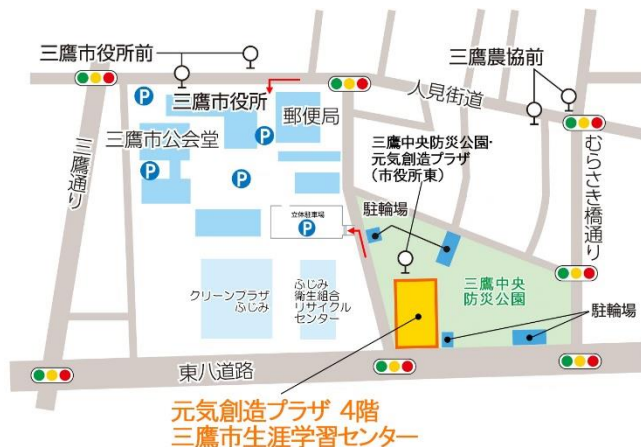 三鷹市役所前
三鷹農協前
人見街道
三鷹市役所
郵便局
三鷹市公会堂
三鷹通り
むらさき橋通り
三鷹中央防災公園・
元気創造プラザ
(市役所東)
P
P
P
P
立体駐車場
P
駐輪場
三鷹中央
防災公園
クリーンプラザ
ふじみ
ふじみ
衛生組合
リサイクル
センター
駐輪場
東八道路
元気創造プラザ 4階
三鷹市生涯学習センター